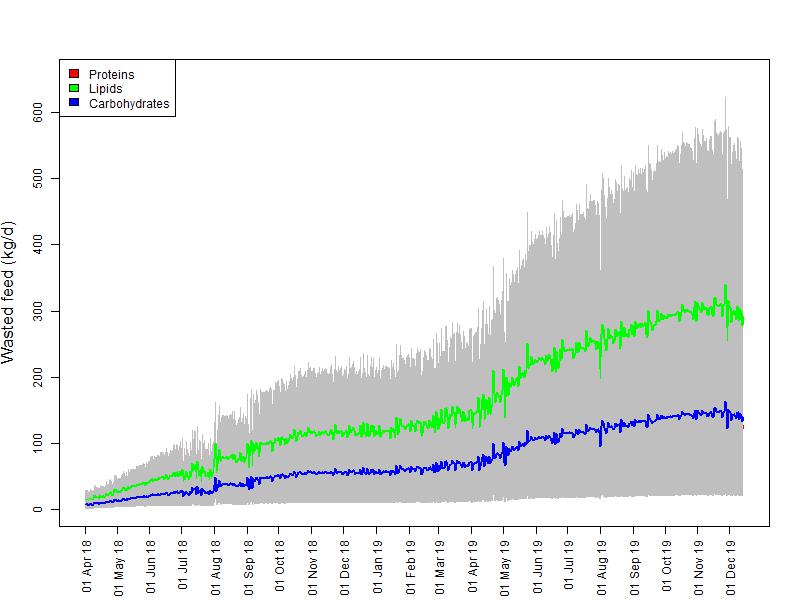 Proteins
Lipids
Carbohydrates
Wasted feed (kg/d)
600
500
400
300
200
100
0
01 Apr 18
01 May 18
01 Jun 18
01 Jul 18
01 Aug 18
01 Sep 18
01 Oct 18
01 Nov 18
01 Dec 18
01 Jan 19
01 Feb 19
01 Mar 19
01 Apr 19
01 May 19
01 Jun 19
01 Jul 19
01 Aug 19
01 Sep 19
01 Oct 19
01 Nov 19
01 Dec 19